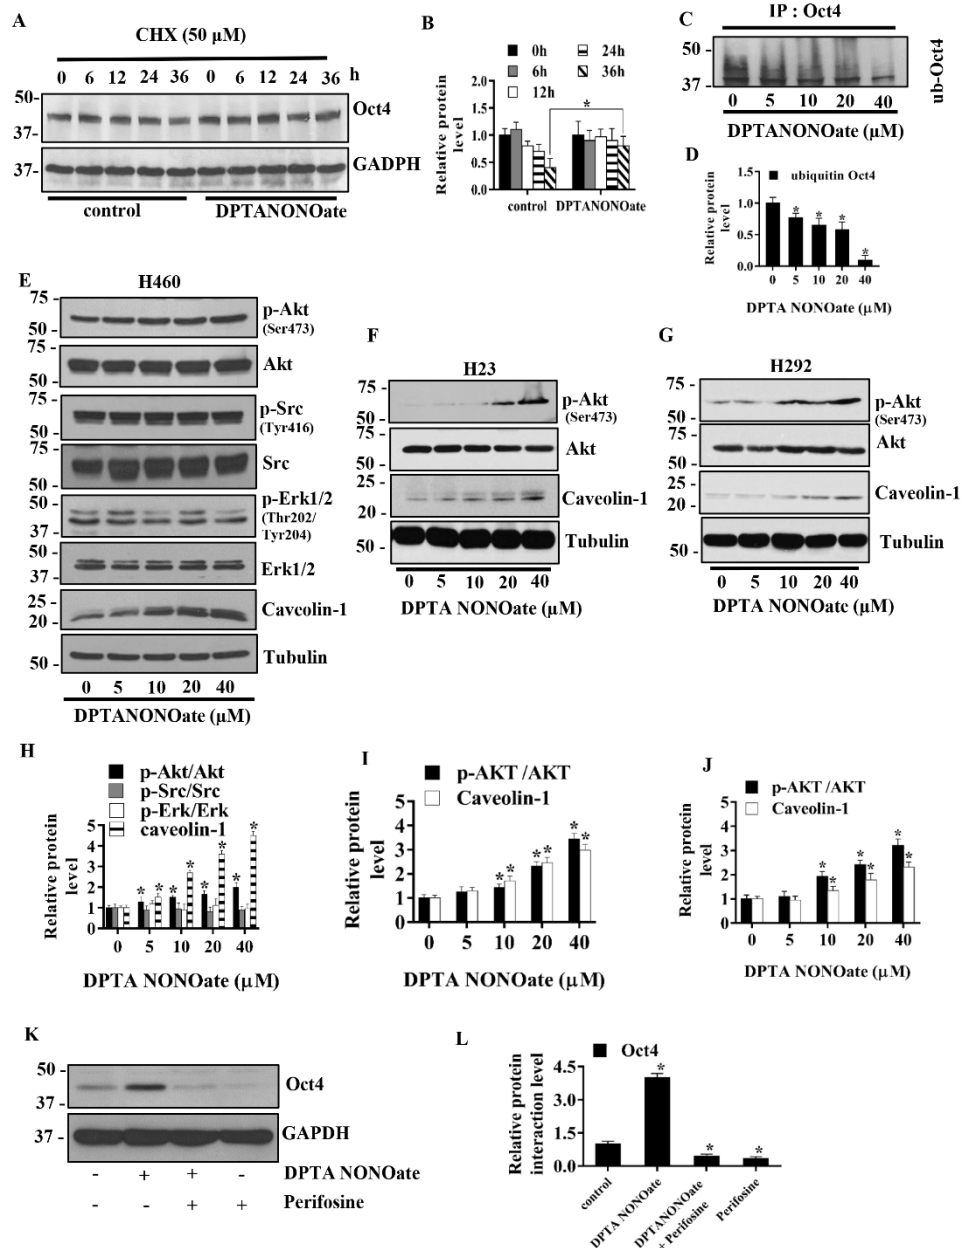 A
CHX (50 µM)
0 6 12 24 36 0 6 12 24 36 h
50-
37-
Oct4
37-
GADPH
control
DPTANONOate
B
0h
6h
12h
24h
36h
Relative protein
level
2.0
1.5
1.0
0.5
0.0
*
control DPTANONOate
C
IP : Oct4
50 -
37 -
ub-Oct4
0 5 10 20 40
DPTANONOate (µM)
D
ubiquitin Oct4
Relative protein
level
1.5
1.0
0.5
0.0
* * * *
0 5 10 20 40
DPTA NONOate (µM)
E
H460
75 -
50 -
p-Akt
(Ser473)
75 -
50 -
Akt
75 -
50 -
p-Src
(Tyr416)
75 -
50 -
Src
50 -
37 -
p-Erk1/2
(Thr202/
Tyr204)
50 -
37 -
Erk1/2
25 -
20 -
Caveolin-1
50 -
Tubulin
0 5 10 20 40
DPTANONOate (µM)
F
H23
75 -
50 -
p-Akt
(Ser473)
50 -
Akt
25 -
20 -
Caveolin-1
50 -
Tubulin
0 5 10 20 40
DPTA NONOate (µM)
G
H292
75 -
50 -
p-Akt
(Ser473)
75 -
50 -
Akt
25 -
20 -
Caveolin-1
50 -
Tubulin
0 5 10 20 40
DPTA NONOatc (µM)
H
p-Akt/Akt
p-Src/Src
p-Erk/Erk
caveolin-1
Relative protein
level
5
4
3
2
1
0
* * * * * * * *
0 5 10 20 40
DPTA NONOate (µM)
I
p-AKT /AKT
Caveolin-1
Relative protein
level
5
4
3
2
1
0
* * * * * *
0 5 10 20 40
DPTA NONOate (µM)
J
p-AKT /AKT
Caveolin-1
Relative protein
level
5
4
3
2
1
0
* * * * * *
0 5 10 20 40
DPTA NONOate (µM)
K
50 -
37 -
Oct4
37 -
GAPDH
- + + - DPTA NONOate
- - + + Perifosine
L
Oct4
Relative protein
interaction level
4.5
3.0
1.5
0.0
* * *
control
DPTA NONOate
DPTANONOate
+ Perifosine
Perifosine